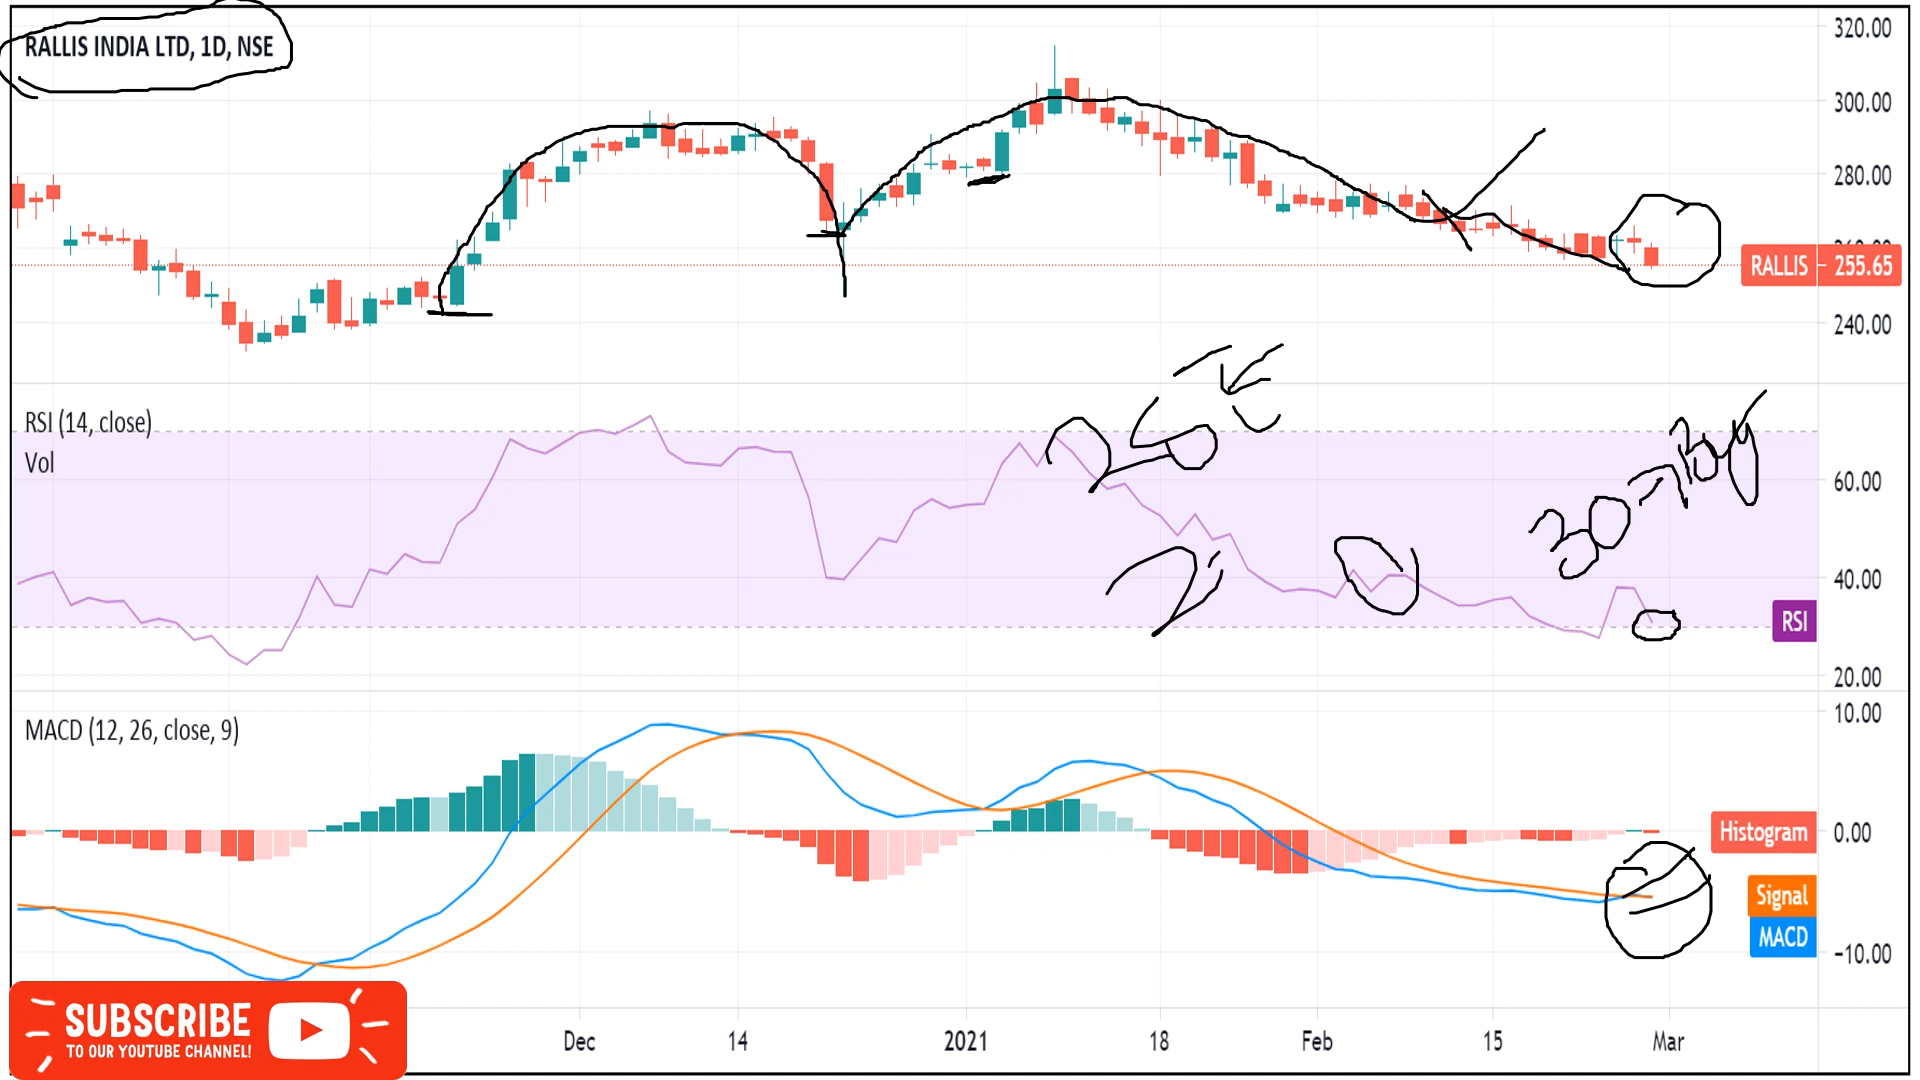 RALLIS INDIA LTD, 1D, NSE
320.00
300.00
280.00
RALLIS 255.65
240.00
RSI (14, close)
Vol
60.00
30
40.00
RSI
20.00
MACD (12, 26, close, 9)
10.00
Histogram 0.00
Signal
MACD
-10.00
SUBSCRIBE
TO OUR YOUTUBE CHANNEL!
Dec 14 2021 18 Feb 15 Mar